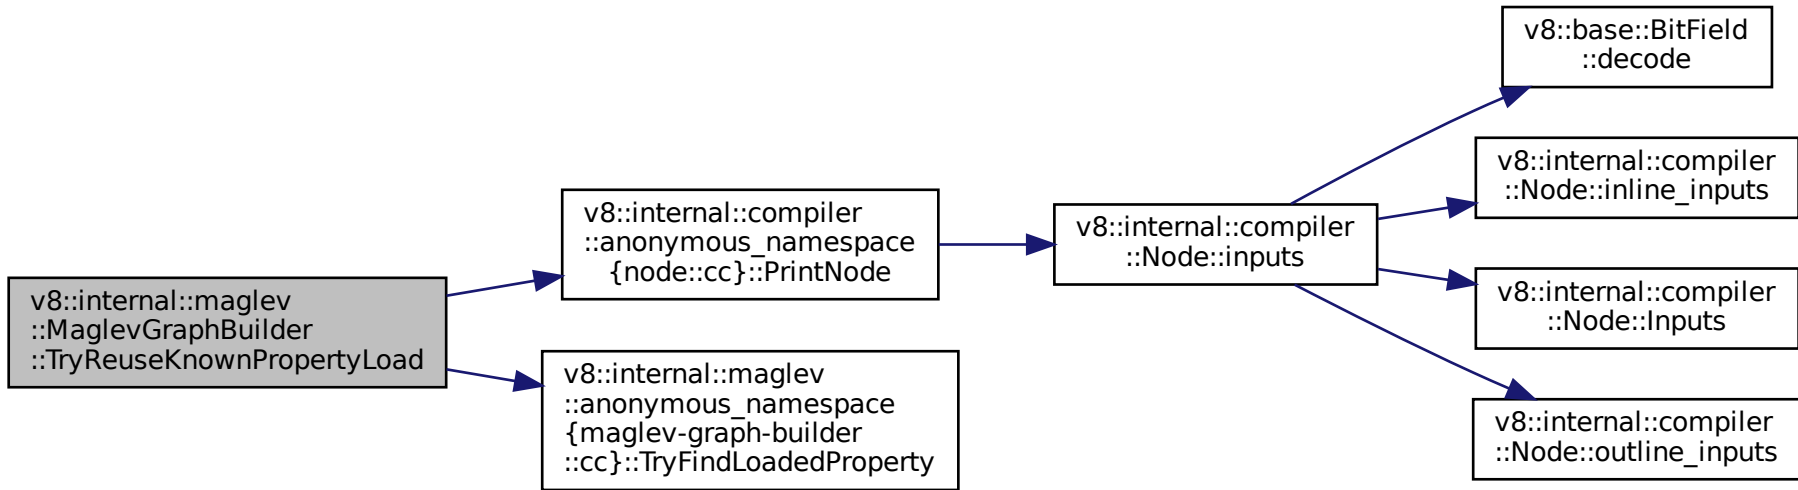 v8::internal::maglev
::MaglevGraphBuilder
::TryReuseKnownPropertyLoad
v8::internal::compiler
::anonymous_namespace
{node::cc}::PrintNode
v8::internal::maglev
::anonymous_namespace
{maglev-graph-builder
::cc}::TryFindLoadedProperty
v8::internal::compiler
::Node::inputs
v8::base::BitField
::decode
v8::internal::compiler
::Node::inline_inputs
v8::internal::compiler
::Node::Inputs
v8::internal::compiler
::Node::outline_inputs